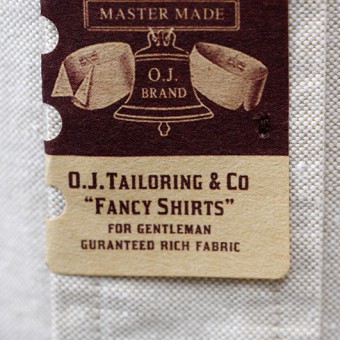 MASTER MADE
O.J.
BRAND
O.J. TAILORING & CO
"FANCY SHIRTS"
FOR GENTLEMAN
GURANTEED RICH FABRIC